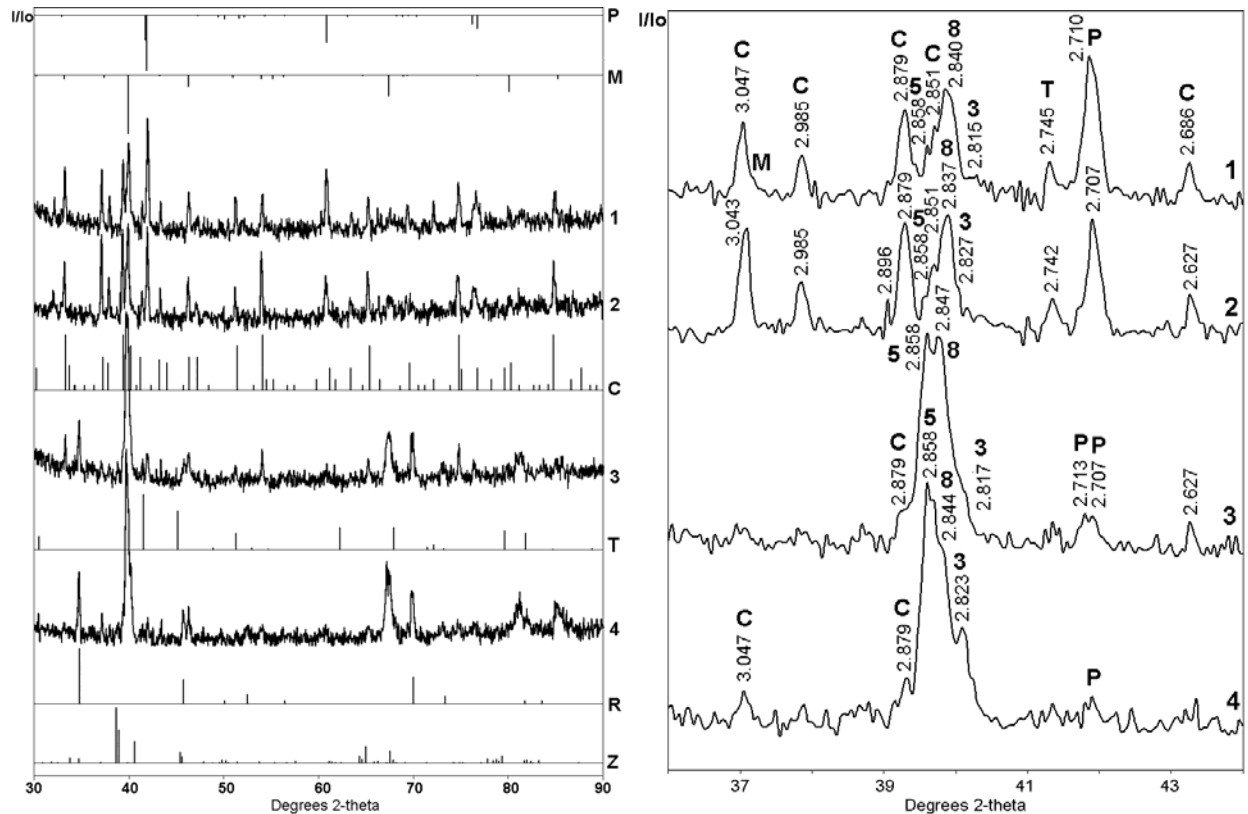 I/Io
P
M
1
2
C
3
T
4
R
Z
30 40 50 60 70 80 90
Degrees 2-theta
I/Io
C
3.047
M
C
2.985
C
2.879
5
2.858
C
2.851
8
2.840
3
2.815
T
2.745
P
2.710
C
2.686
1
3.043
2.985
2.896
2.879
5
2.858
2.851
8
2.837
3
2.827
2.742
2.707
2.627
2
C
2.879
5
2.858
8
2.847
3
2.817
P
2.713
P
2.707
2.627
3
C
3.047
C
2.879
5
2.858
8
2.844
3
2.823
P
4
37 39 41 43
Degrees 2-theta